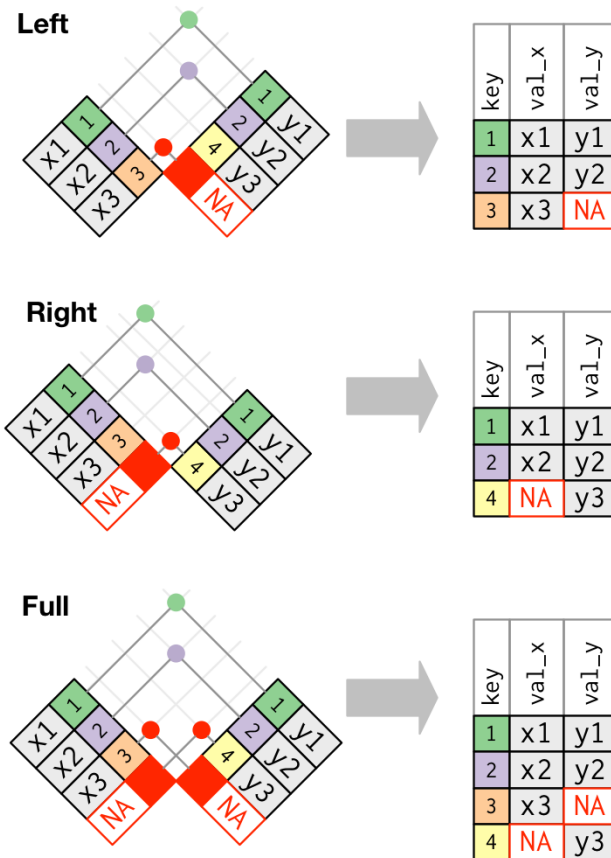 Left
1 x1
2 x2
3 x3
1 y1
2 y2
4 y3
NA
key val_x val_y
1 x1 y1
2 x2 y2
3 x3 NA
Right
1 x1
2 x2
3 x3
NA
1 y1
2 y2
4 y3
key val_x val_y
1 x1 y1
2 x2 y2
4 NA y3
Full
1 x1
2 x2
3 x3
NA
1 y1
2 y2
4 y3
NA
key val_x val_y
1 x1 y1
2 x2 y2
3 x3 NA
4 NA y3